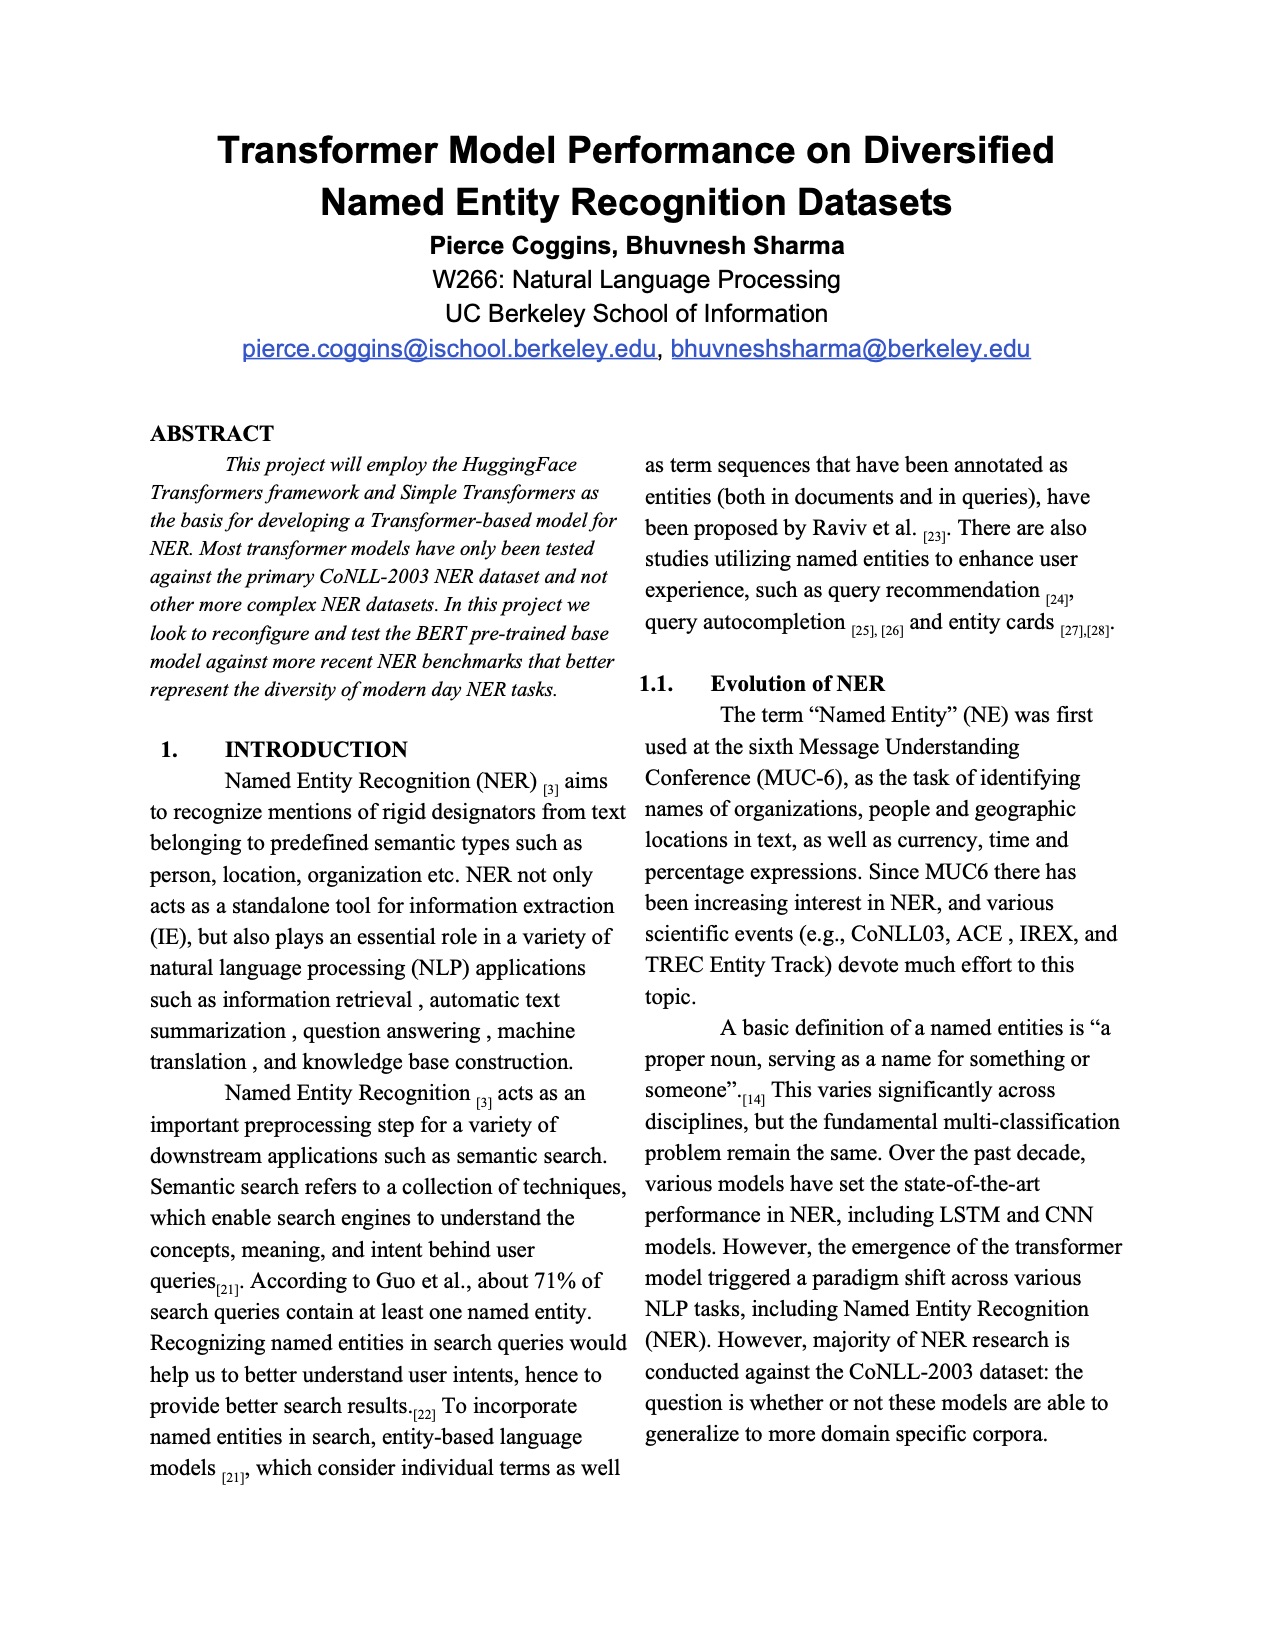 Transformer Model Performance on Diversified
Named Entity Recognition Datasets
Pierce Coggins, Bhuvnesh Sharma
W266: Natural Language Processing
UC Berkeley School of Information
pierce.coggins@ischool.berkeley.edu, bhuvneshsharma@berkeley.edu
ABSTRACT
This project will employ the HuggingFace
Transformers framework and Simple Transformers as
the basis for developing a Transformer-based model for
NER. Most transformer models have only been tested
against the primary CoNLL-2003 NER dataset and not
other more complex NER datasets. In this project we
look to reconfigure and test the BERT pre-trained base
model against more recent NER benchmarks that better
represent the diversity of modern day NER tasks.
1. INTRODUCTION
Named Entity Recognition (NER) [3] aims
to recognize mentions of rigid designators from text
belonging to predefined semantic types such as
person, location, organization etc. NER not only
acts as a standalone tool for information extraction
(IE), but also plays an essential role in a variety of
natural language processing (NLP) applications
such as information retrieval , automatic text
summarization , question answering , machine
translation , and knowledge base construction.
Named Entity Recognition [3] acts as an
important preprocessing step for a variety of
downstream applications such as semantic search.
Semantic search refers to a collection of techniques,
which enable search engines to understand the
concepts, meaning, and intent behind user
queries[21]. According to Guo et al., about 71% of
search queries contain at least one named entity.
Recognizing named entities in search queries would
help us to better understand user intents, hence to
provide better search results.[22] To incorporate
named entities in search, entity-based language
models [21], which consider individual terms as well
as term sequences that have been annotated as
entities (both in documents and in queries), have
been proposed by Raviv et al. [23]. There are also
studies utilizing named entities to enhance user
experience, such as query recommendation [24],
query autocompletion [25], [26] and entity cards [27],[28].
1.1. Evolution of NER
The term “Named Entity” (NE) was first
used at the sixth Message Understanding
Conference (MUC-6), as the task of identifying
names of organizations, people and geographic
locations in text, as well as currency, time and
percentage expressions. Since MUC6 there has
been increasing interest in NER, and various
scientific events (e.g., CoNLL03, ACE , IREX, and
TREC Entity Track) devote much effort to this
topic.
A basic definition of a named entities is “a
proper noun, serving as a name for something or
someone”.[14] This varies significantly across
disciplines, but the fundamental multi-classification
problem remain the same. Over the past decade,
various models have set the state-of-the-art
performance in NER, including LSTM and CNN
models. However, the emergence of the transformer
model triggered a paradigm shift across various
NLP tasks, including Named Entity Recognition
(NER). However, majority of NER research is
conducted against the CoNLL-2003 dataset: the
question is whether or not these models are able to
generalize to more domain specific corpora.